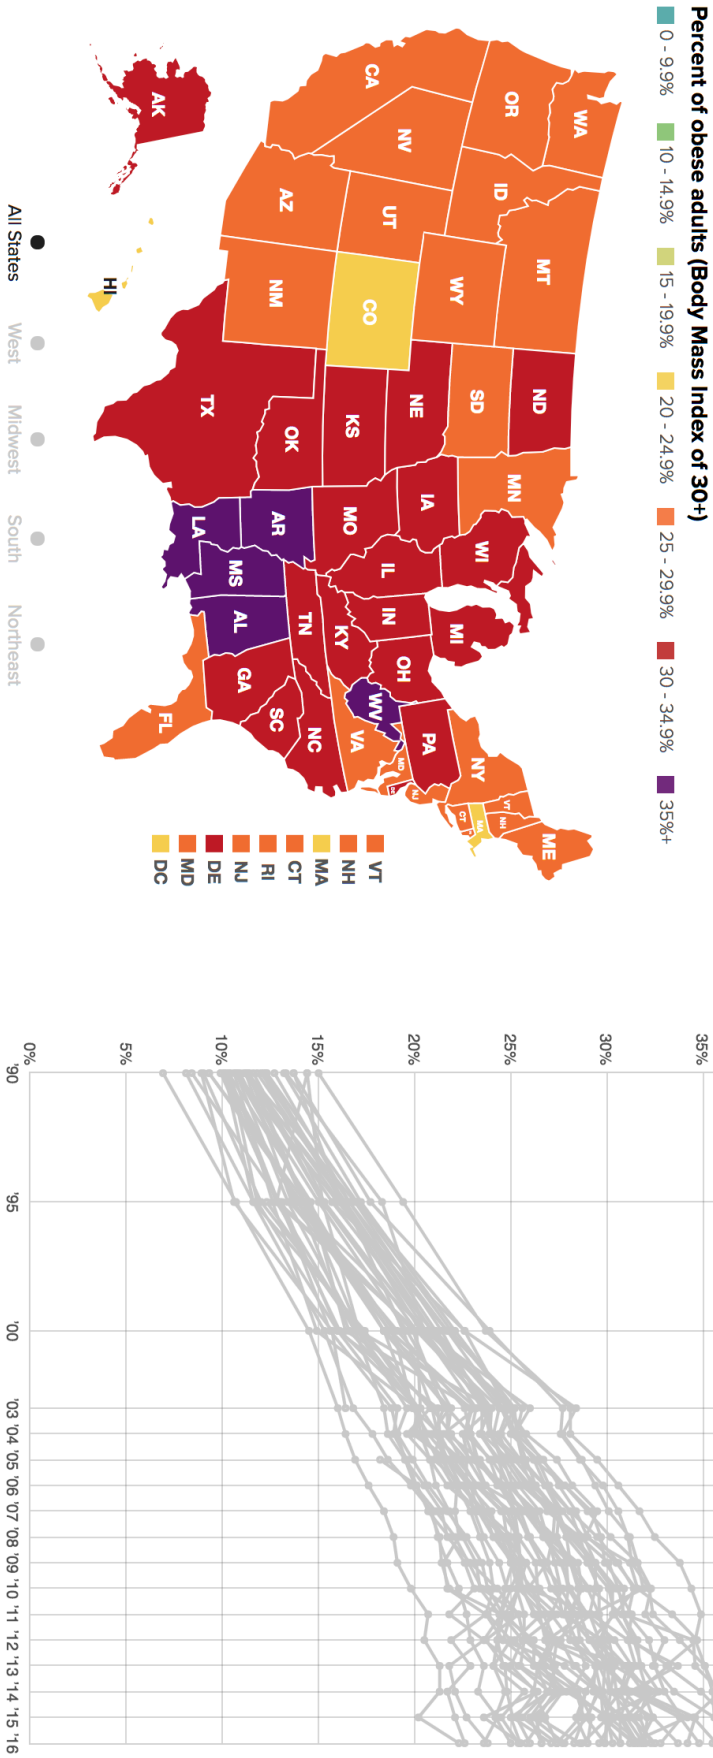 Percent of obese adults (Body Mass Index of 30+)
0 - 9.9% 10 - 14.9% 15 - 19.9% 20 - 24.9% 25 - 29.9% 30 - 34.9% 35%+
WA
OR
CA
NV
ID
MT
WY
UT
AZ
CO
NM
ND
SD
NE
KS
OK
TX
MN
IA
MO
AR
LA
WI
IL
MI
IN
OH
KY
TN
MS
AL
GA
FL
SC
NC
VA
WV
PA
NY
MD
NJ
CT
MA
VT
NH
ME
AK
HI
VT
NH
MA
CT
RI
NJ
DE
MD
DC
All States West Midwest South Northeast
35%
30%
25%
20%
15%
10%
5%
0%
'90 '95 '00 '03 '04 '05 '06 '07 '08 '09 '10 '11 '12 '13 '14 '15 '16